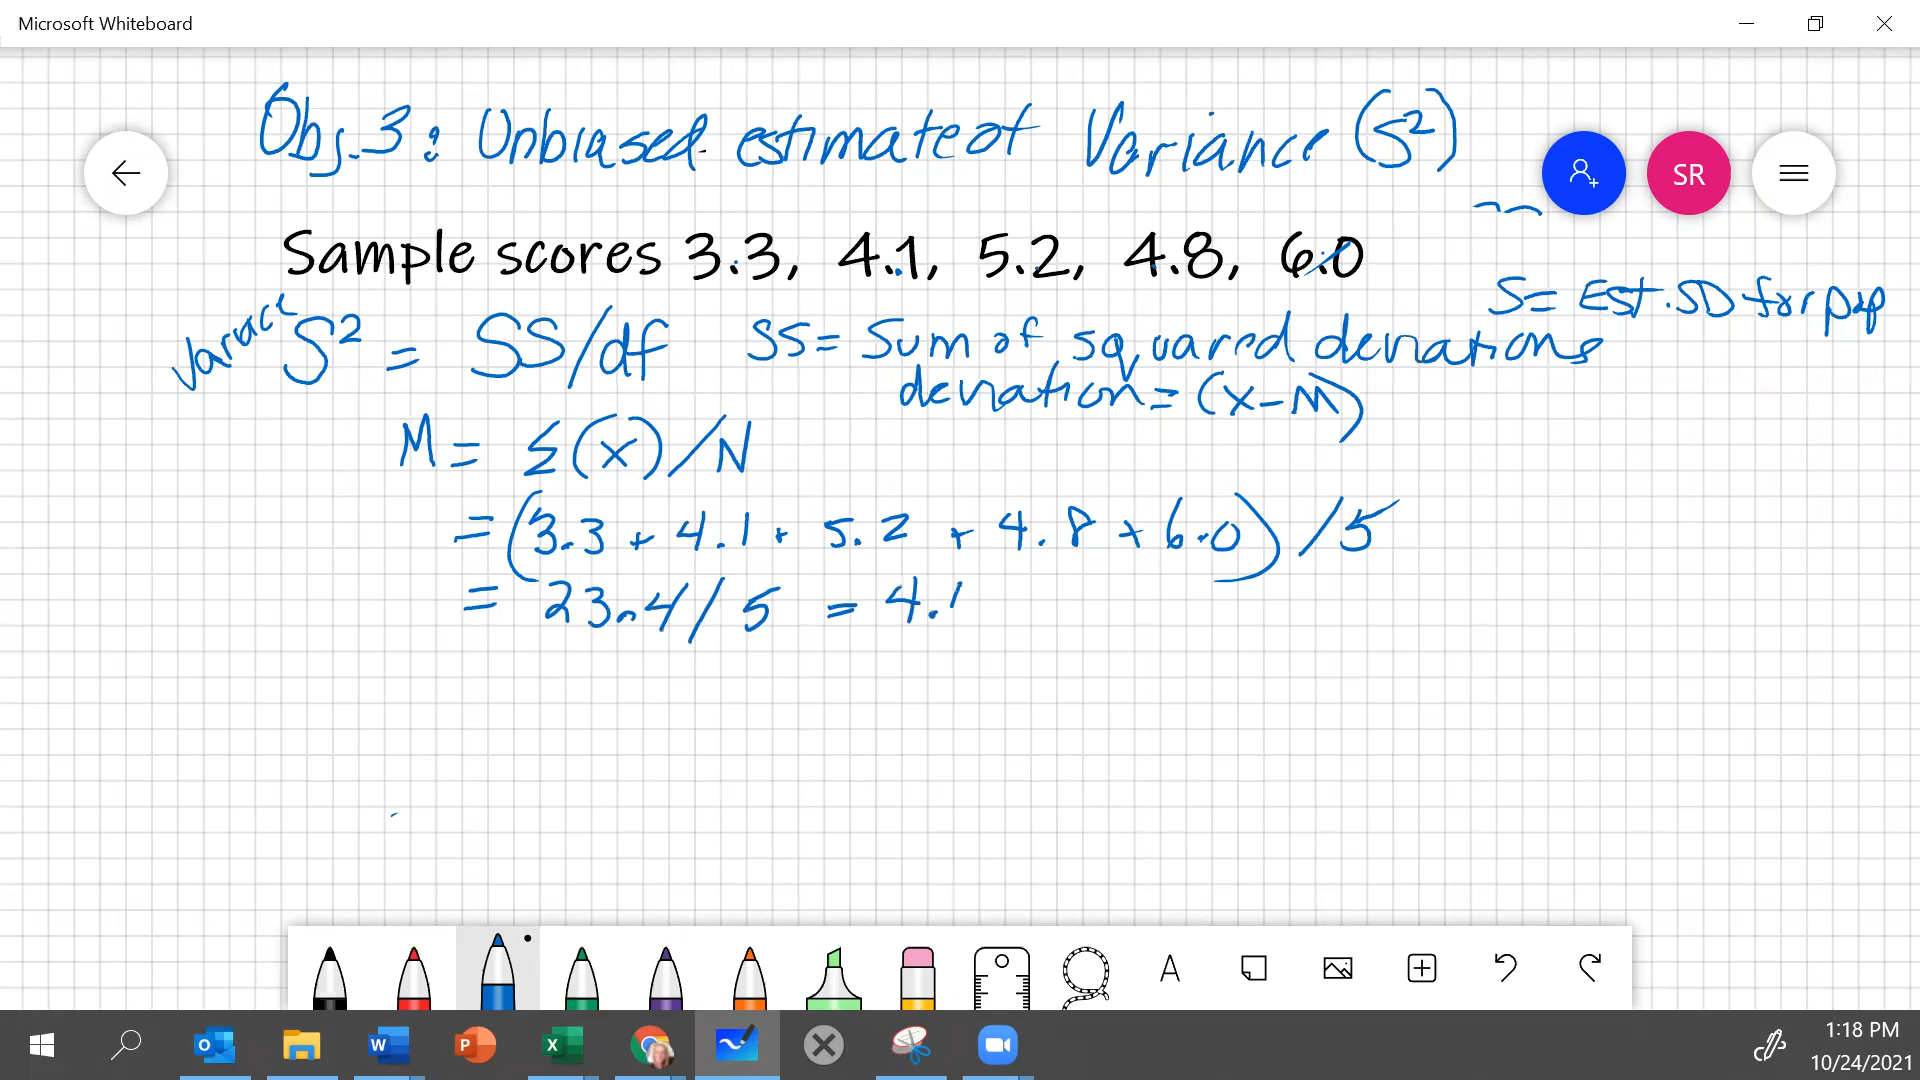 Microsoft Whiteboard
Obj. 3: Unbiased estimate of Variance (S²)
SR
Sample scores 3.3, 4.1, 5.2, 4.8, 6.0
S = Est. SD for pop
S² = SS/df SS = Sum of squared deviations
deviation = (X-M)
M = Σ(x)/N
= (3.3 + 4.1 + 5.2 + 4.8 + 6.0) / 5
= 23.4 / 5 = 4.
A
1:18 PM
10/24/2021